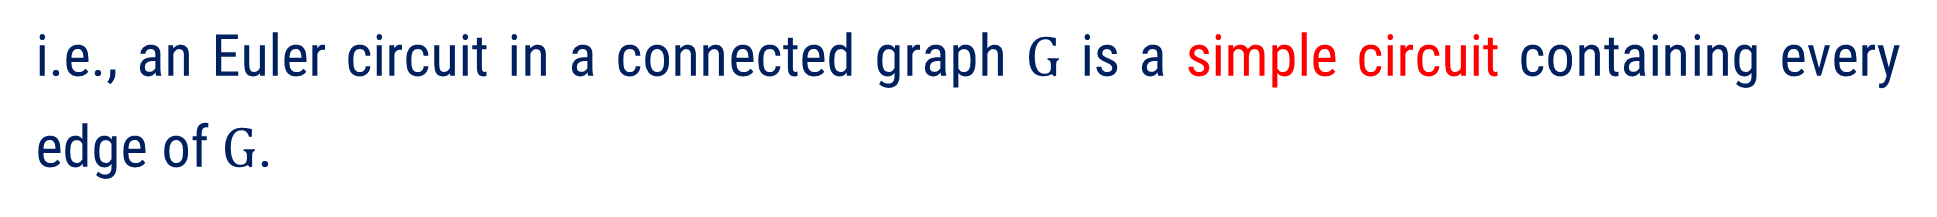 i.e., an Euler circuit in a connected graph G is a simple circuit containing every
edge of G.